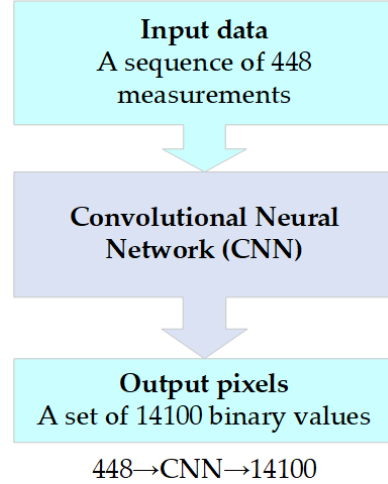 Input data
A sequence of 448
measurements
Convolutional Neural
Network (CNN)
Output pixels
A set of 14100 binary values
448→CNN→14100